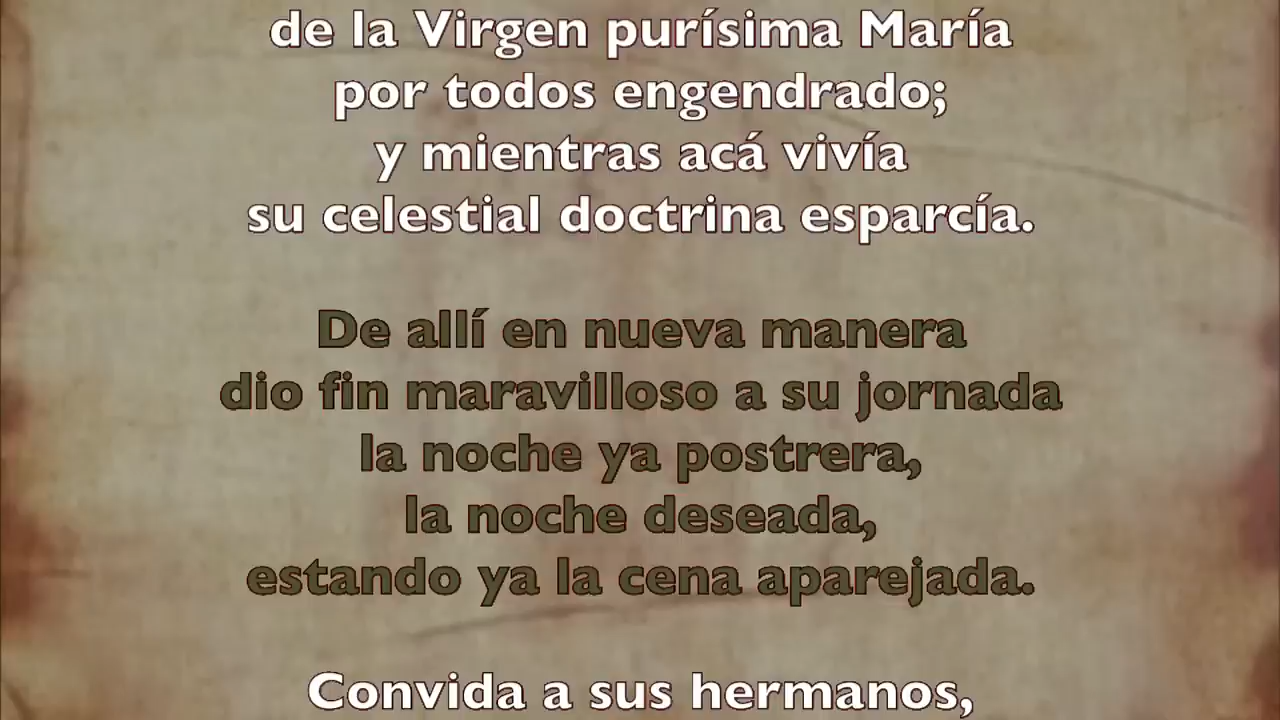 de la Virgen purísima María
por todos engendrado;
y mientras acá vivía
su celestial doctrina esparcía.
De allí en nueva manera
dio fin maravilloso a su jornada
la noche ya postrera,
la noche deseada,
estando ya la cena aparejada.
Convida a sus hermanos,